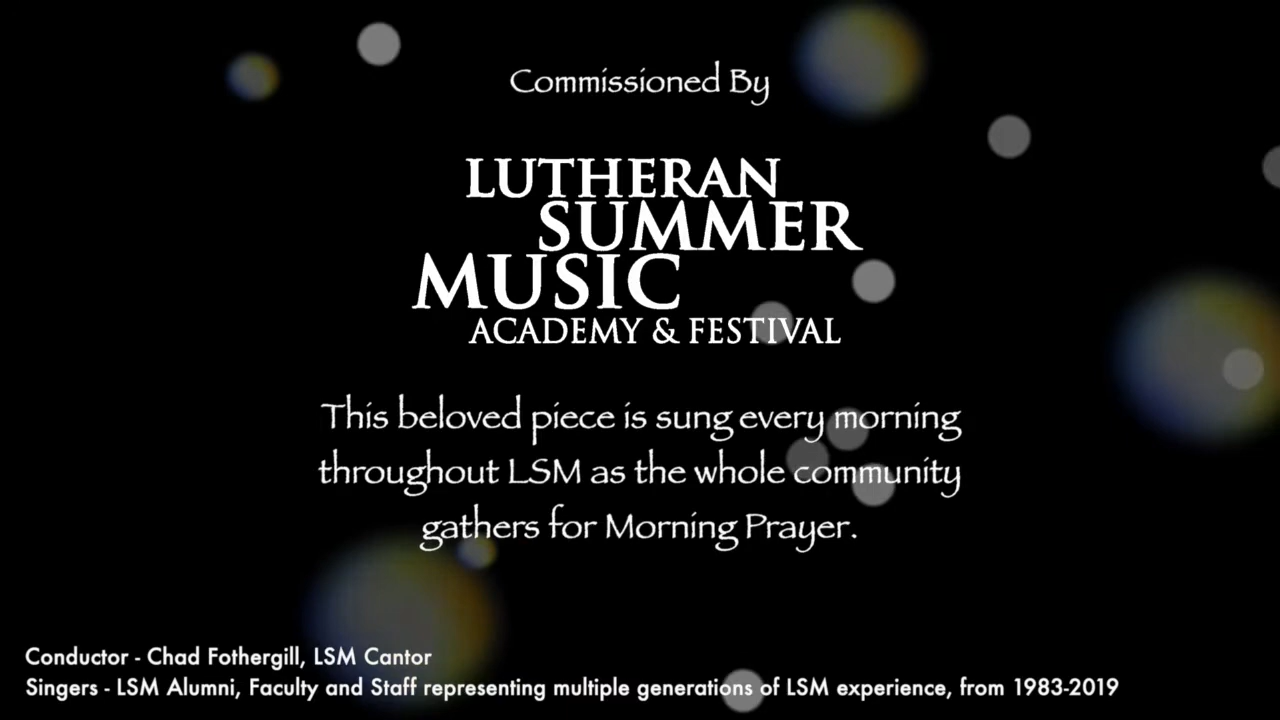 Commissioned By
LUTHERAN
SUMMER
MUSIC
ACADEMY & FESTIVAL
This beloved piece is sung every morning
throughout LSM as the whole community
gathers for Morning Prayer.
Conductor - Chad Fothergill, LSM Cantor
Singers - LSM Alumni, Faculty and Staff representing multiple generations of LSM experience, from 1983-2019